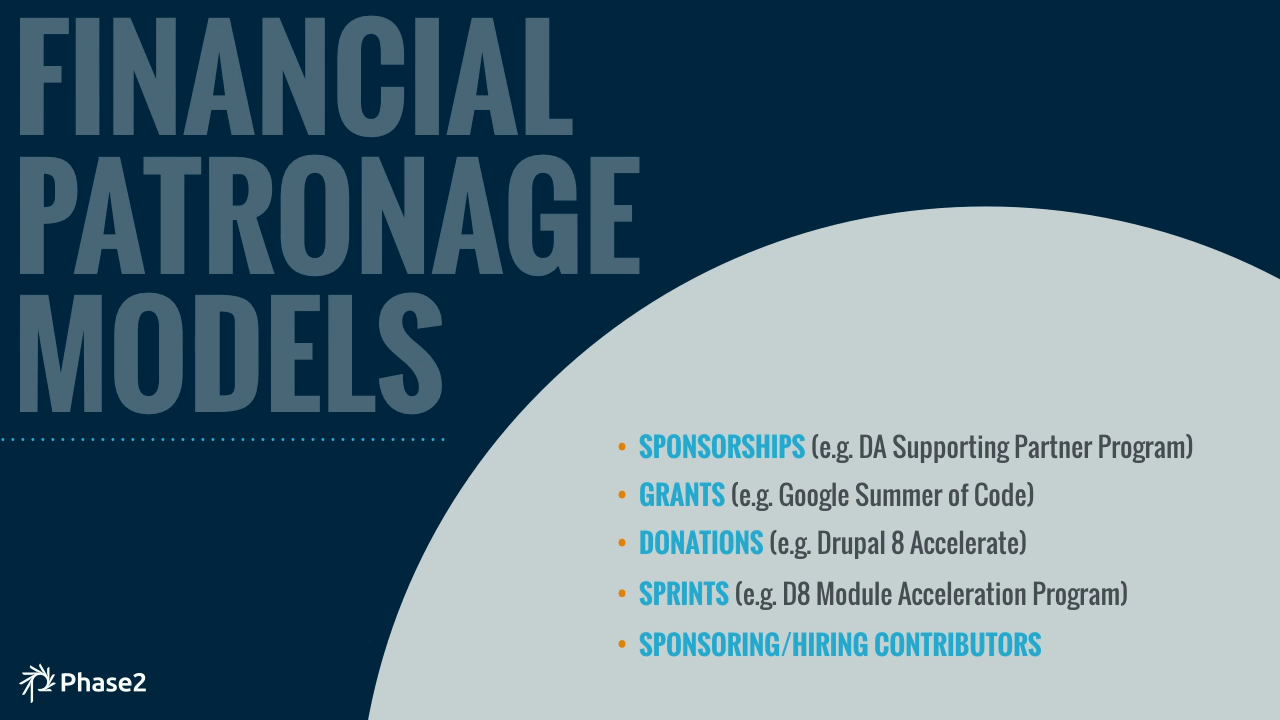 FINANCIAL
PATRONAGE
MODELS
• SPONSORSHIPS (e.g. DA Supporting Partner Program)
• GRANTS (e.g. Google Summer of Code)
• DONATIONS (e.g. Drupal 8 Accelerate)
• SPRINTS (e.g. D8 Module Acceleration Program)
• SPONSORING/HIRING CONTRIBUTORS
Phase2